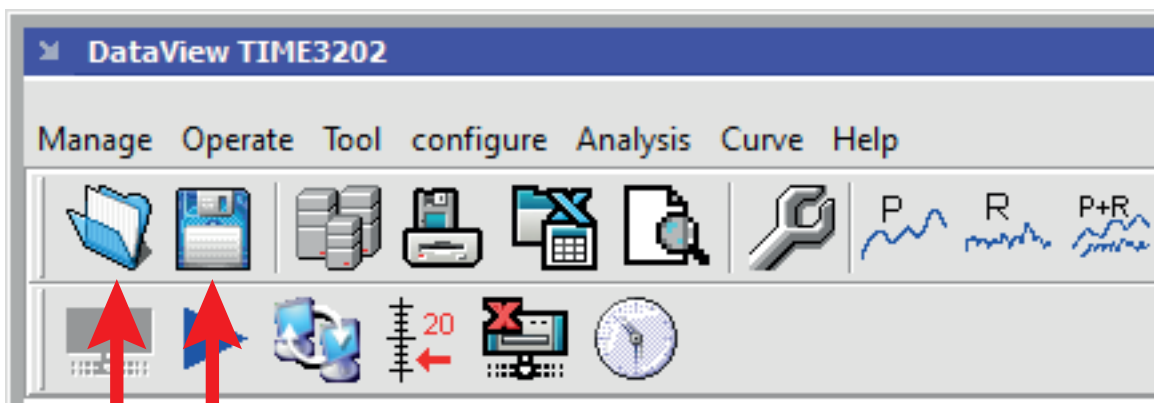 DataView TIME3202
Manage Operate Tool configure Analysis Curve Help
P R P+R
20